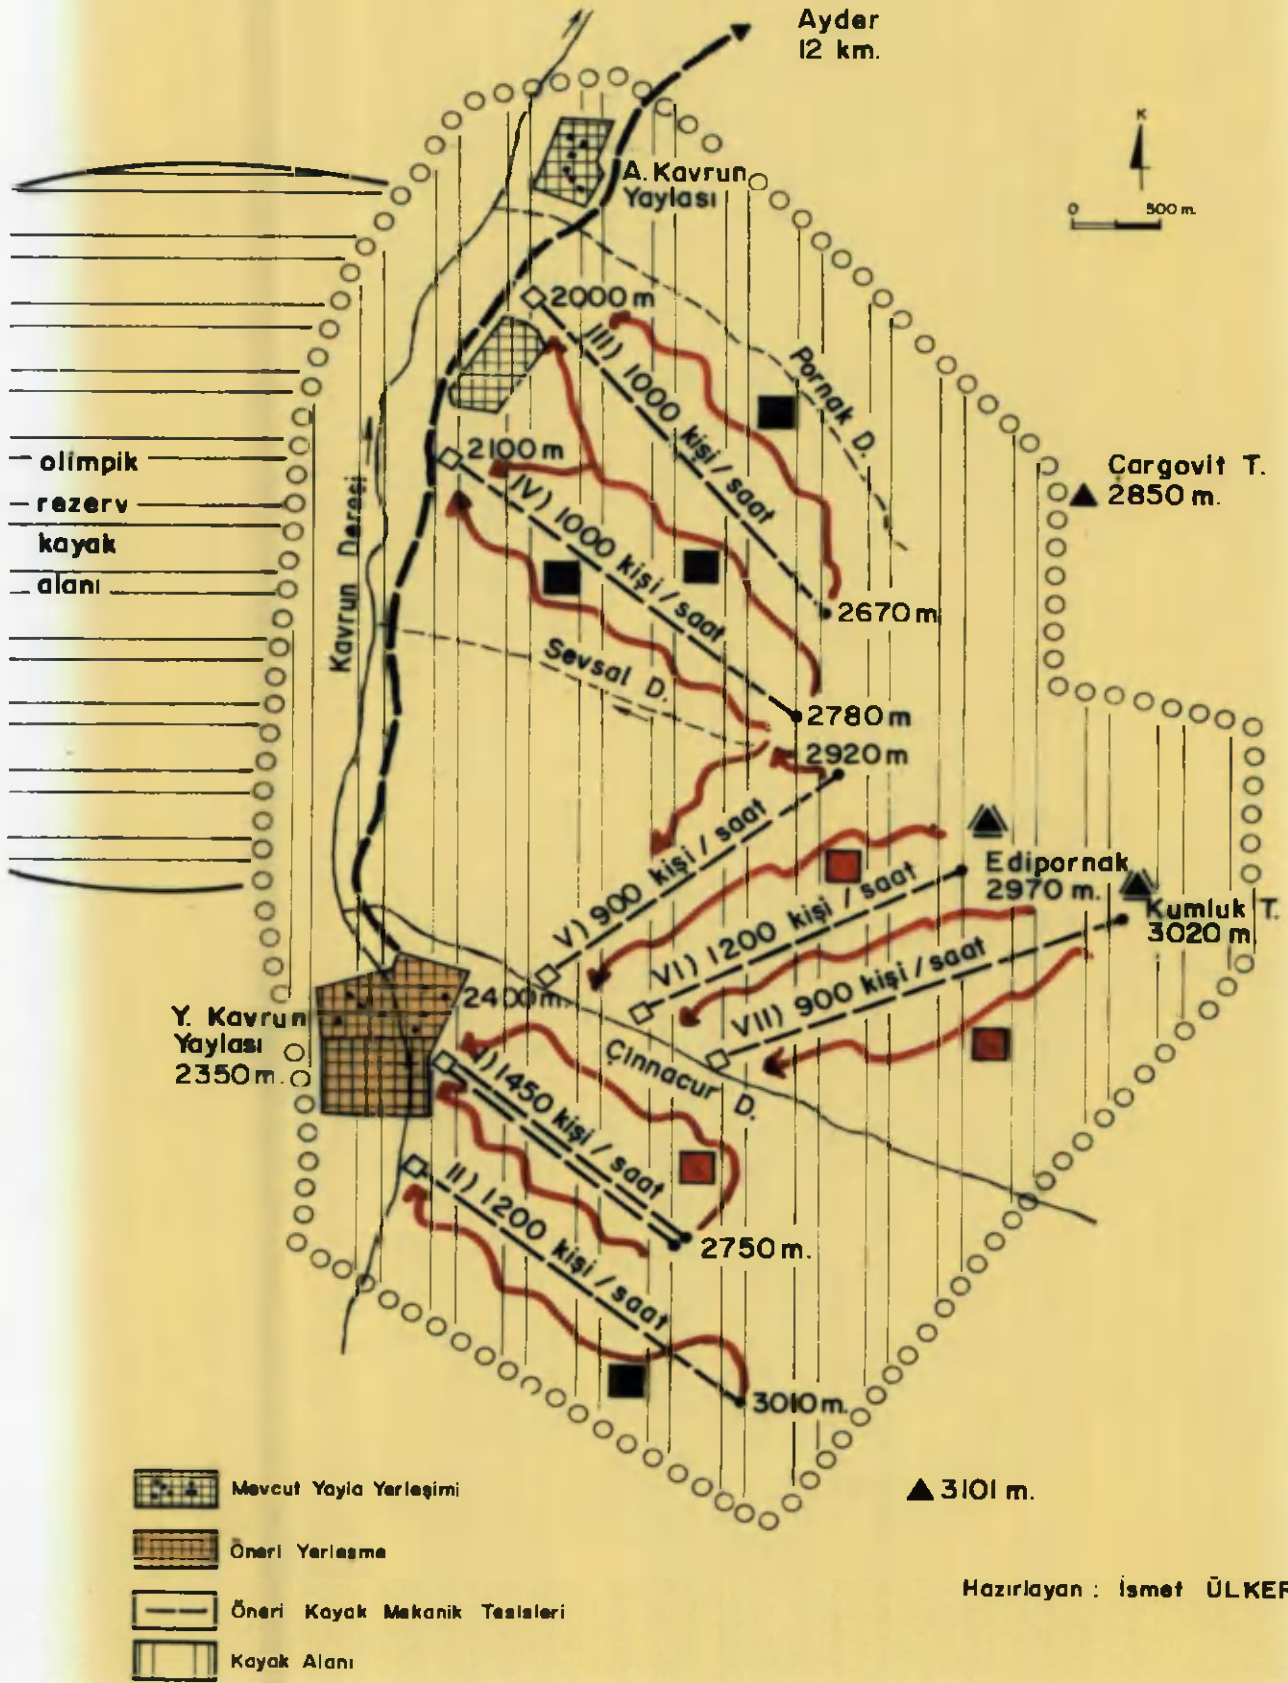 Ayder
12 km.
K
0 500 m.
A. Kavrun
Yaylası
2000 m
III) 1000 kişi/saat
Pornak D.
2100 m
IV) 1000 kişi/saat
Çargovit T.
2850 m.
olimpik
rezerv
kayak
alanı
Kavrun Deresi
2670 m
Sevsal D.
2780 m
2920 m
V) 900 kişi/saat
Edipornak
2970 m.
VI) 1200 kişi/saat
Kumluk T.
3020 m.
VII) 900 kişi/saat
2400 m.
Y. Kavrun
Yaylası
2350 m.
Çinnacur D.
I) 1450 kişi/saat
II) 1200 kişi/saat
2750 m.
3010 m.
3101 m.
Mevcut Yayla Yerleşimi
Öneri Yerleşme
Öneri Kayak Mekanik Tesisleri
Kayak Alanı
Hazırlayan : İsmet ÜLKER